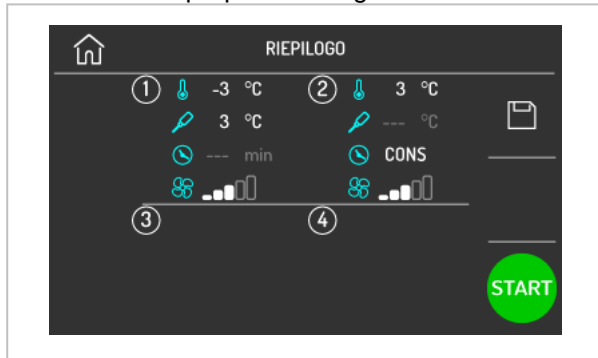 RIEPILOGO
1 -3 °C 2 3 °C
3 °C --- °C
--- min CONS
3 4
START